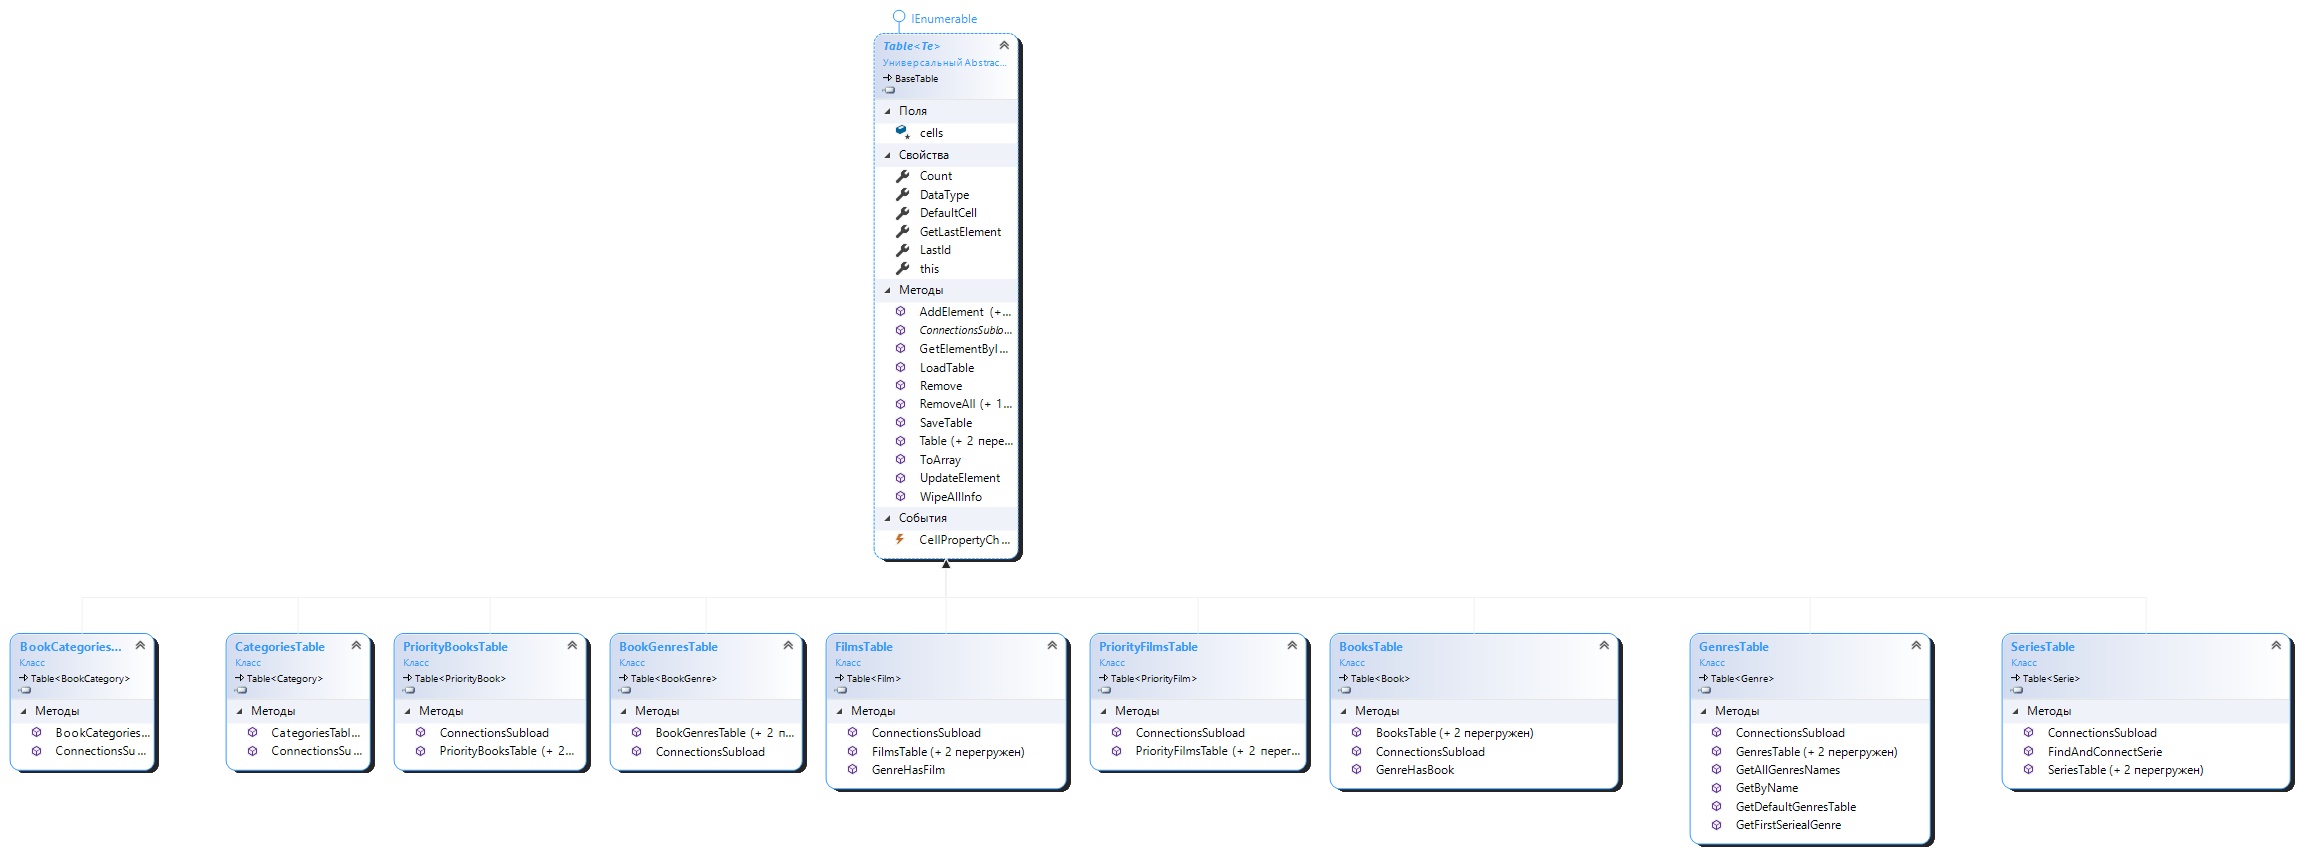 IEnumerable
Table<Te>
Универсальный Abstrac...
BaseTable
Поля
cells
Свойства
Count
DataType
DefaultCell
GetLastElement
LastId
this
Методы
AddElement (+...
ConnectionsSublo...
GetElementByI...
LoadTable
Remove
RemoveAll (+ 1...
SaveTable
Table (+ 2 пере...
ToArray
UpdateElement
WipeAllInfo
События
CellPropertyCh...
BookCategories...
Класс
Table<BookCategory>
Методы
BookCategories...
ConnectionsSu...
CategoriesTable
Класс
Table<Category>
Методы
CategoriesTabl...
ConnectionsSu...
PriorityBooksTable
Класс
Table<PriorityBook>
Методы
ConnectionsSubload
PriorityBooksTable (+ 2...
BookGenresTable
Класс
Table<BookGenre>
Методы
BookGenresTable (+ 2 п...
ConnectionsSubload
FilmsTable
Класс
Table<Film>
Методы
ConnectionsSubload
FilmsTable (+ 2 перегружен)
GenreHasFilm
PriorityFilmsTable
Класс
Table<PriorityFilm>
Методы
ConnectionsSubload
PriorityFilmsTable (+ 2 перег...
BooksTable
Класс
Table<Book>
Методы
BooksTable (+ 2 перегружен)
ConnectionsSubload
GenreHasBook
GenresTable
Класс
Table<Genre>
Методы
ConnectionsSubload
GenresTable (+ 2 перегружен)
GetAllGenresNames
GetByName
GetDefaultGenresTable
GetFirstSeriealGenre
SeriesTable
Класс
Table<Serie>
Методы
ConnectionsSubload
FindAndConnectSerie
SeriesTable (+ 2 перегружен)